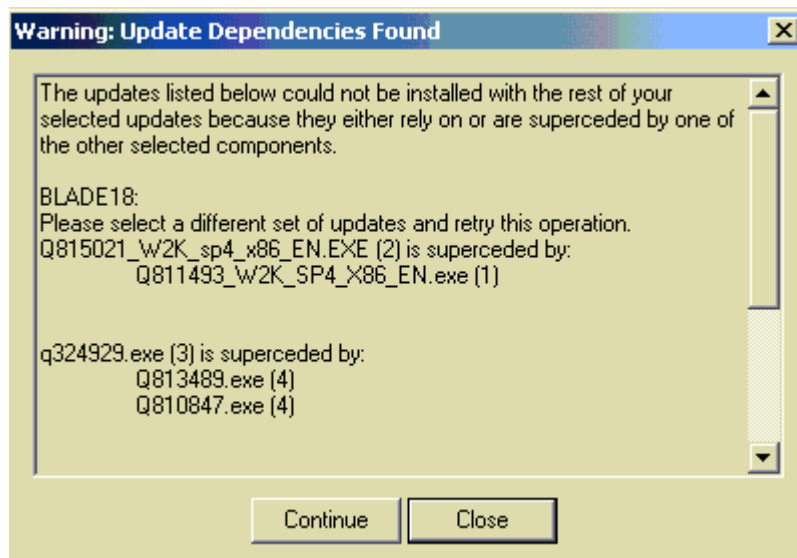 Warning: Update Dependencies Found
The updates listed below could not be installed with the rest of your
selected updates because they either rely on or are superceded by one of
the other selected components.
BLADE18:
Please select a different set of updates and retry this operation.
Q815021_W2K_sp4_x86_EN.EXE (2) is superceded by:
Q811493_W2K_SP4_X86_EN.exe (1)
q324929.exe (3) is superceded by:
Q813489.exe (4)
Q810847.exe (4)
Continue
Close